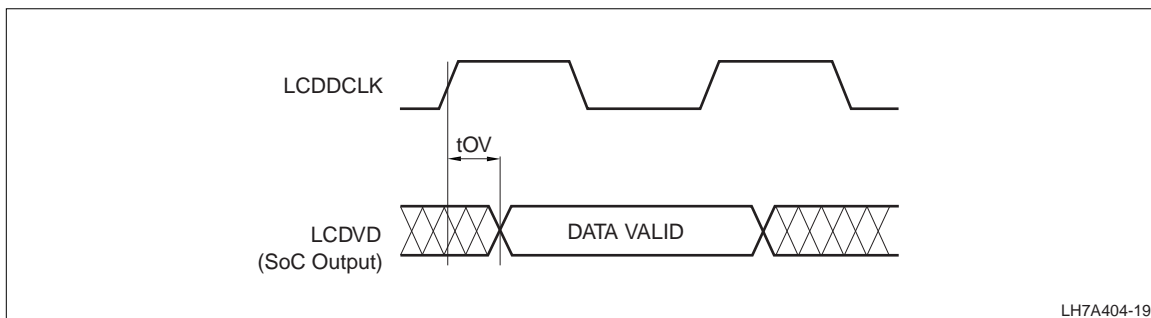 LCDDCLK
tOV
LCDVD
(SoC Output)
DATA VALID
LH7A404-19